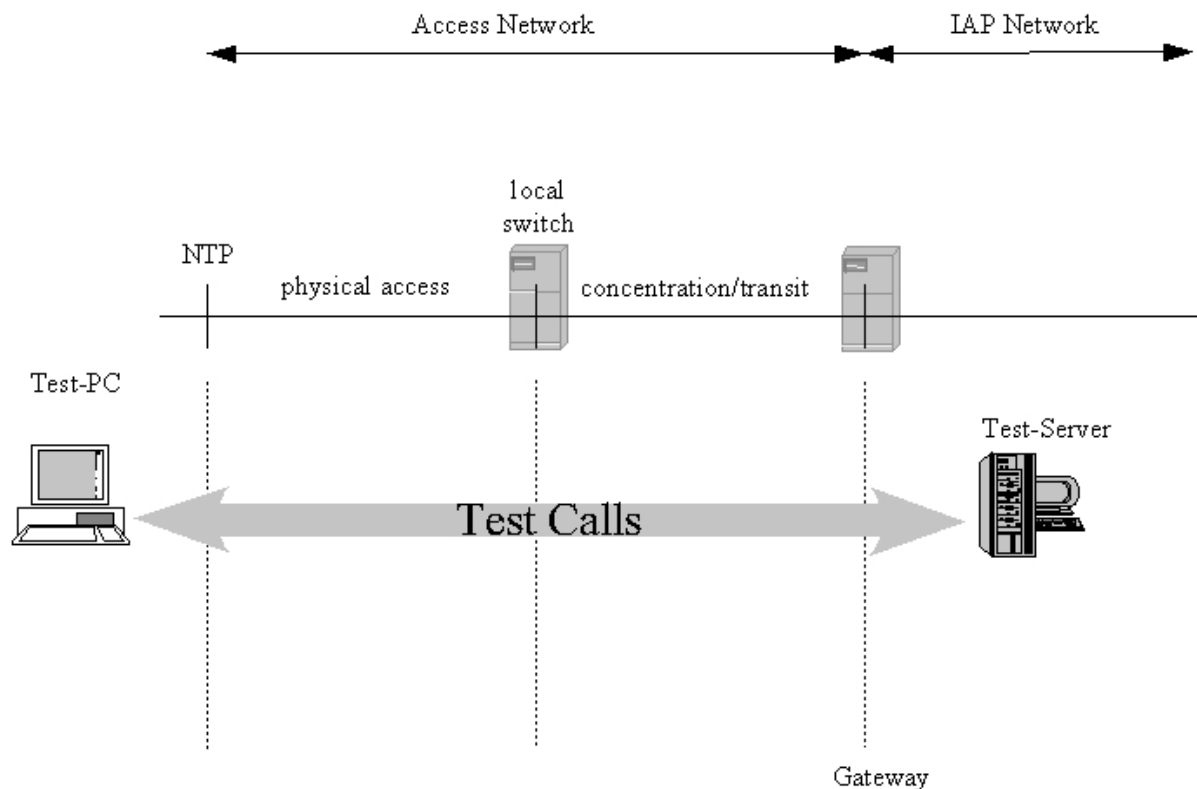 Access Network
IAP Network
local
switch
NTP
physical access
concentration/transit
Test-PC
Test-Server
Test Calls
Gateway